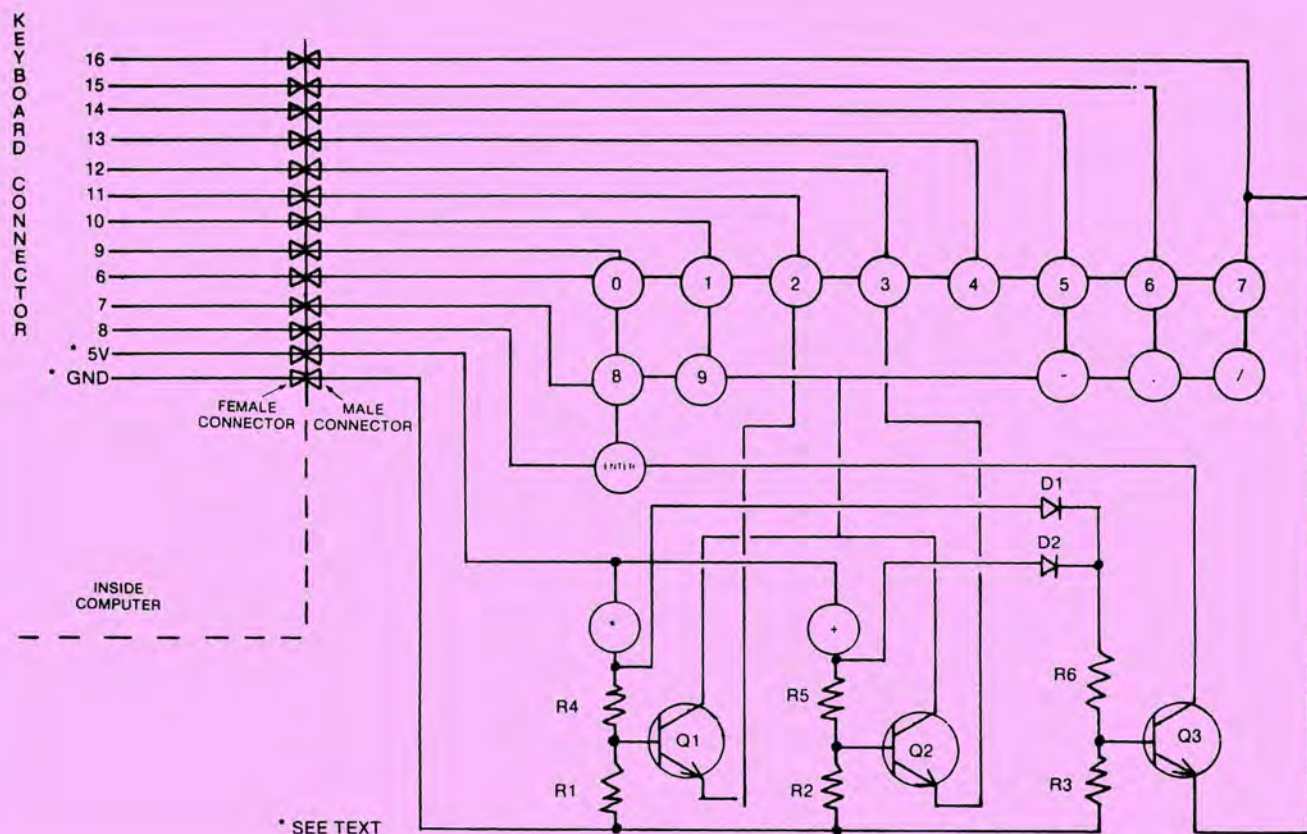 KEYBOARD CONNECTOR
16
15
14
13
12
11
10
9
6
7
8
* 5V
* GND
FEMALE CONNECTOR
MALE CONNECTOR
INSIDE COMPUTER
0 1 2 3 4 5 6 7
8 9 - . /
ENTER
D1
D2
* +
R4 Q1 R5 Q2 R6 Q3
R1 R2 R3
* SEE TEXT